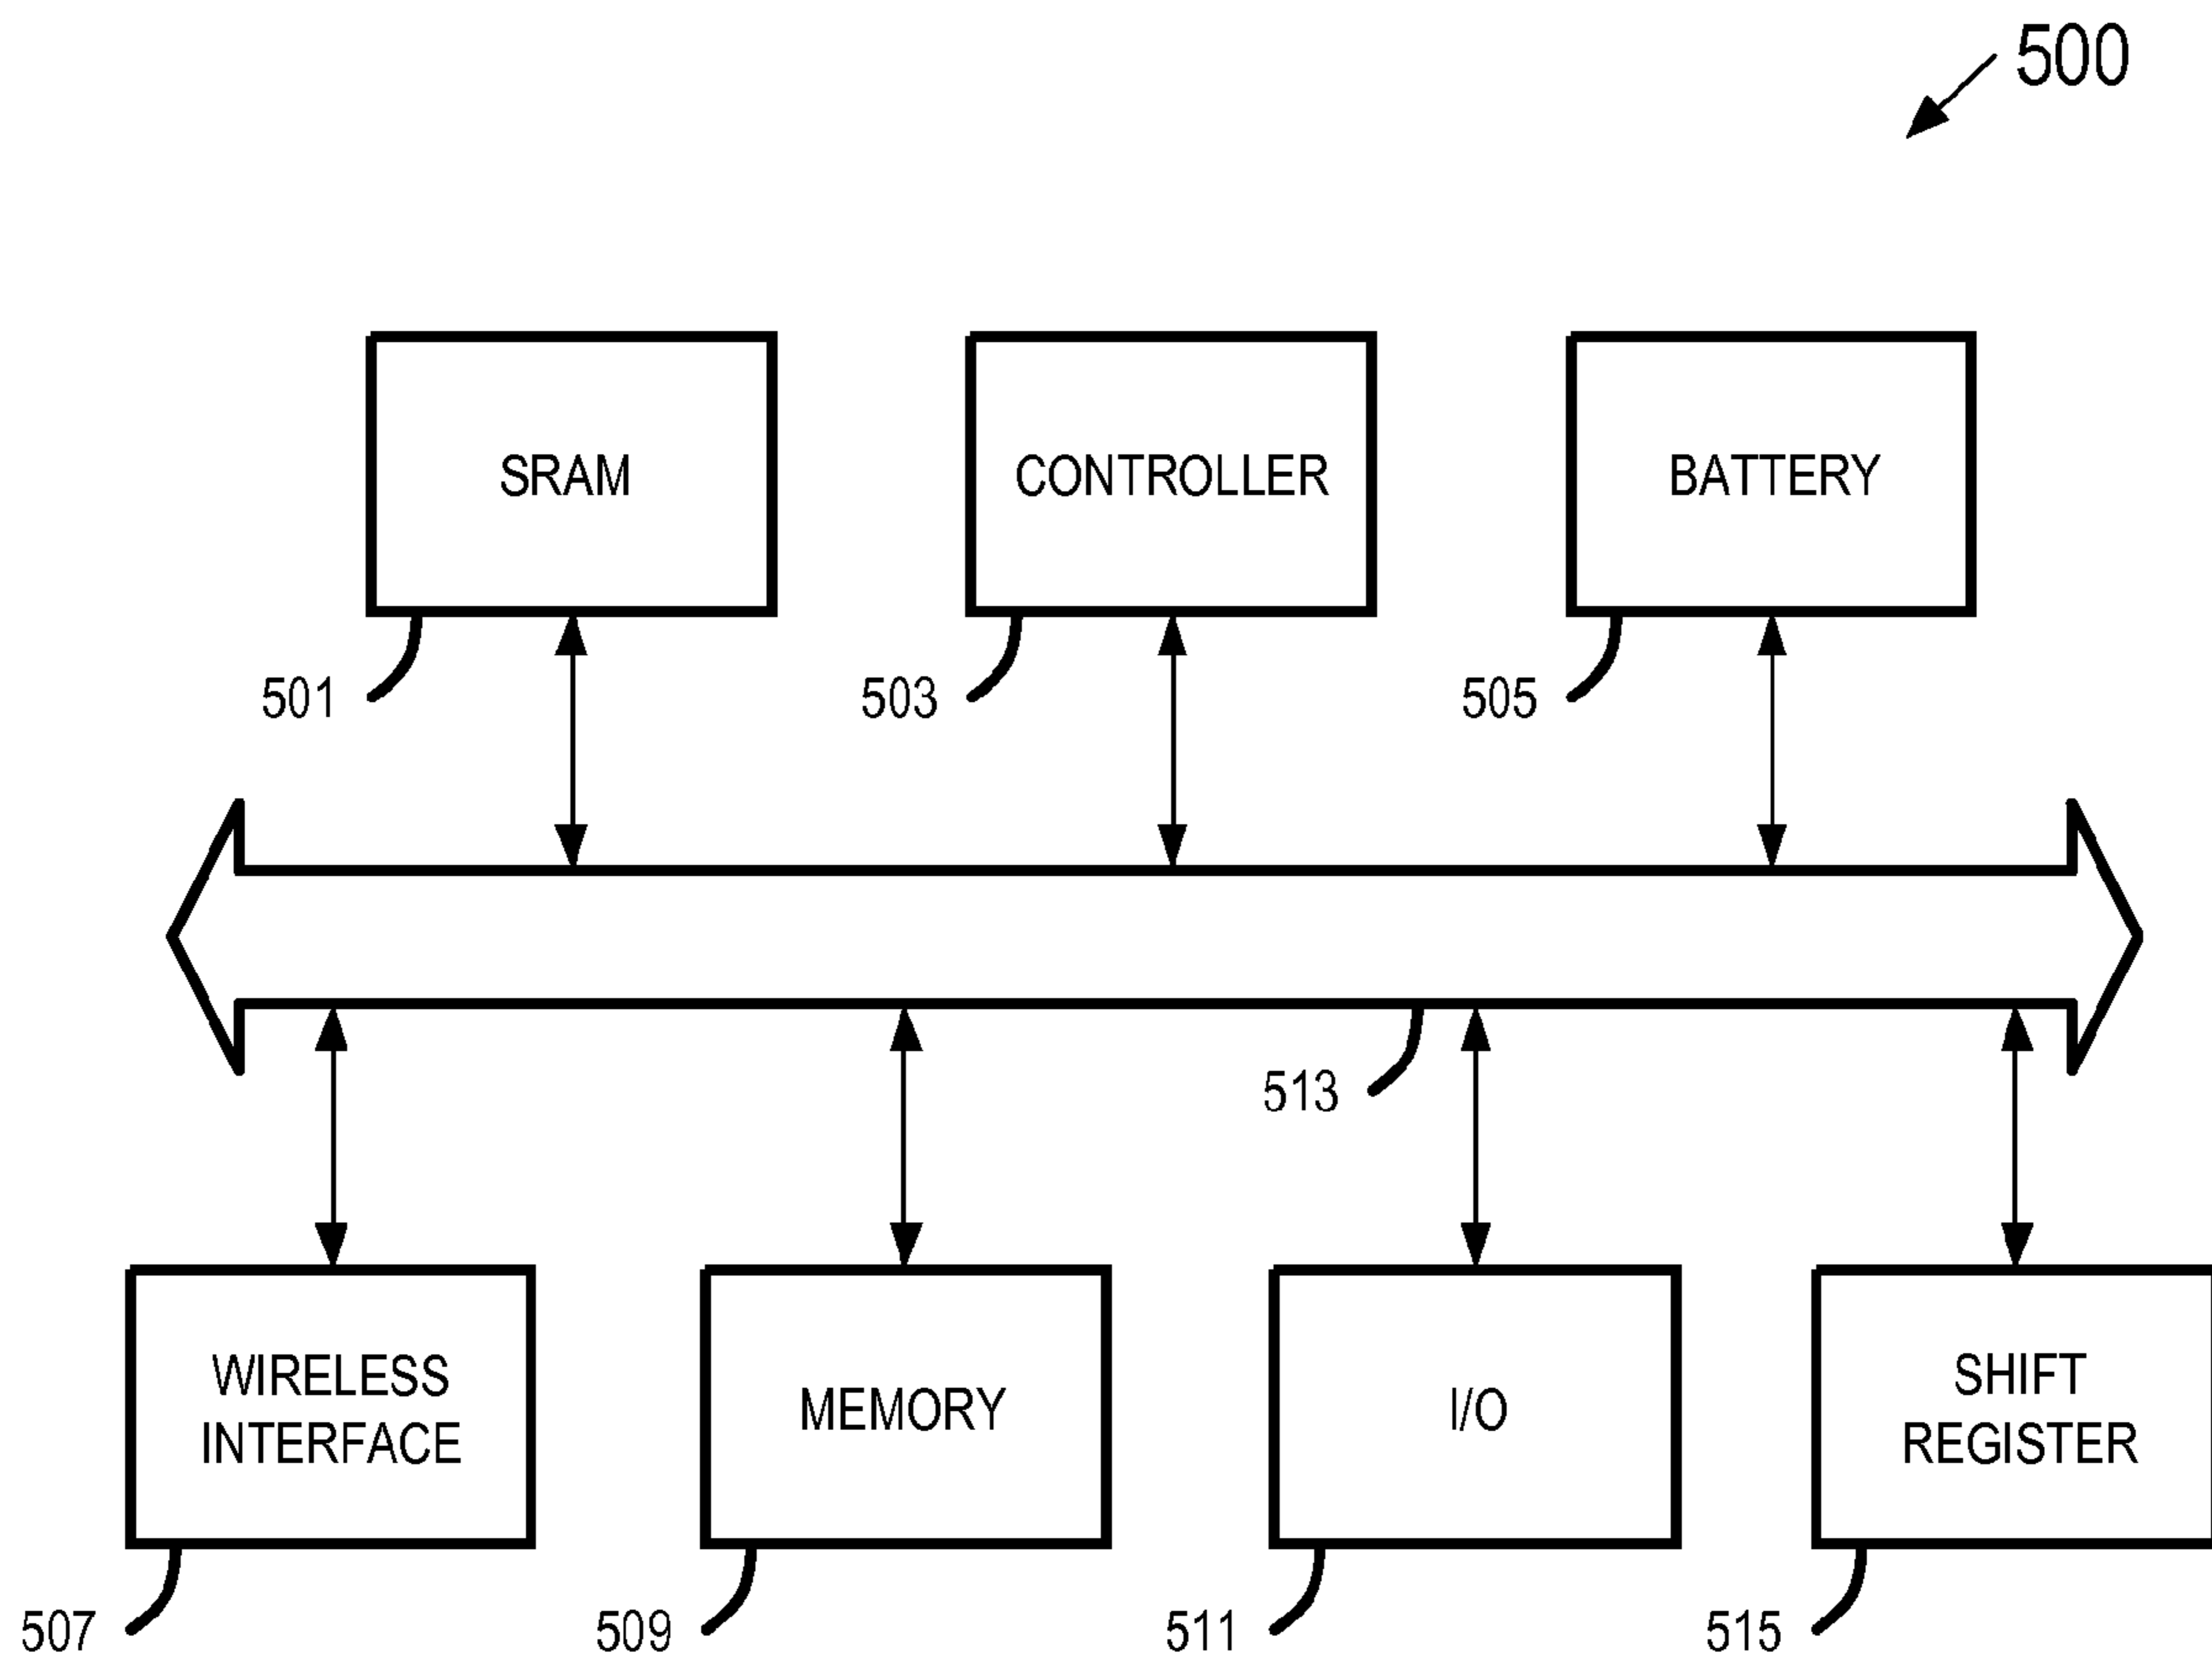 500
SRAM
CONTROLLER
BATTERY
501
503
505
513
WIRELESS
INTERFACE
MEMORY
I/O
SHIFT
REGISTER
507
509
511
515